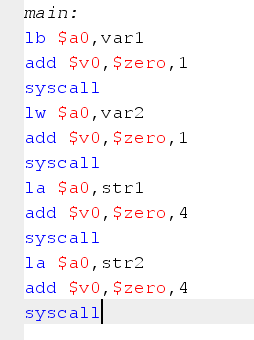 main:
lb $a0,var1
add $v0,$zero,1
syscall
lw $a0,var2
add $v0,$zero,1
syscall
la $a0,str1
add $v0,$zero,4
syscall
la $a0,str2
add $v0,$zero,4
syscall